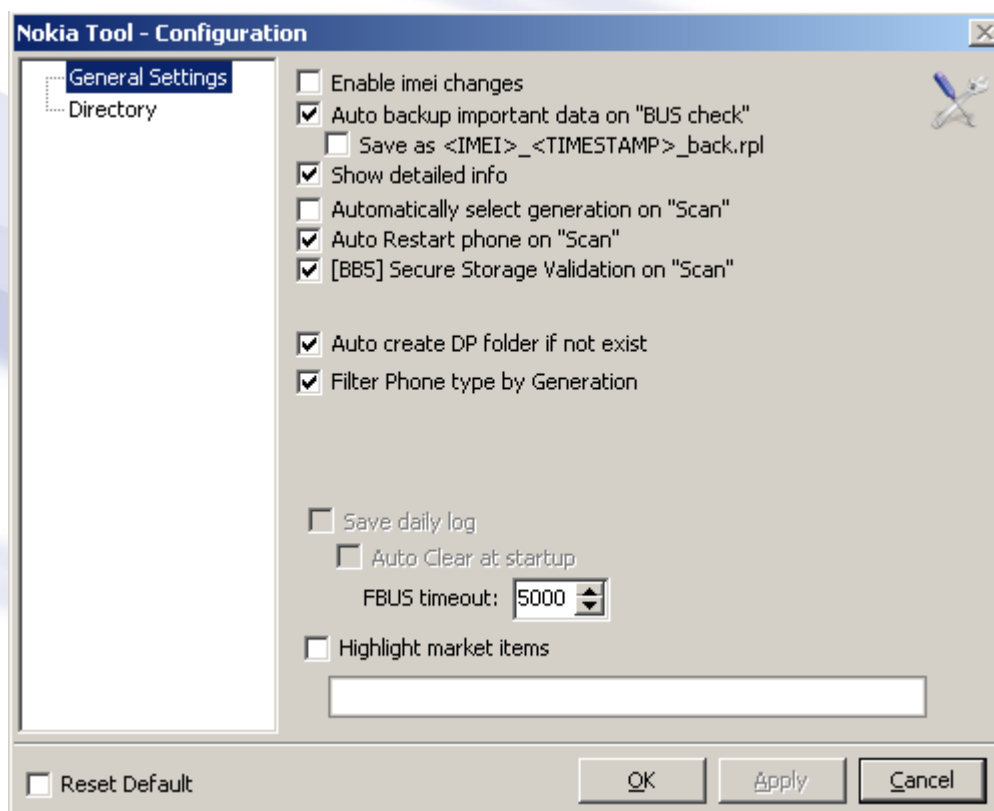 Nokia Tool - Configuration
General Settings
Directory
Enable imei changes
Auto backup important data on "BUS check"
Save as <IMEI>_<TIMESTAMP>_back.rpl
Show detailed info
Automatically select generation on "Scan"
Auto Restart phone on "Scan"
[BB5] Secure Storage Validation on "Scan"
Auto create DP folder if not exist
Filter Phone type by Generation
Save daily log
Auto Clear at startup
FBUS timeout: 5000
Highlight market items
Reset Default
OK
Apply
Cancel